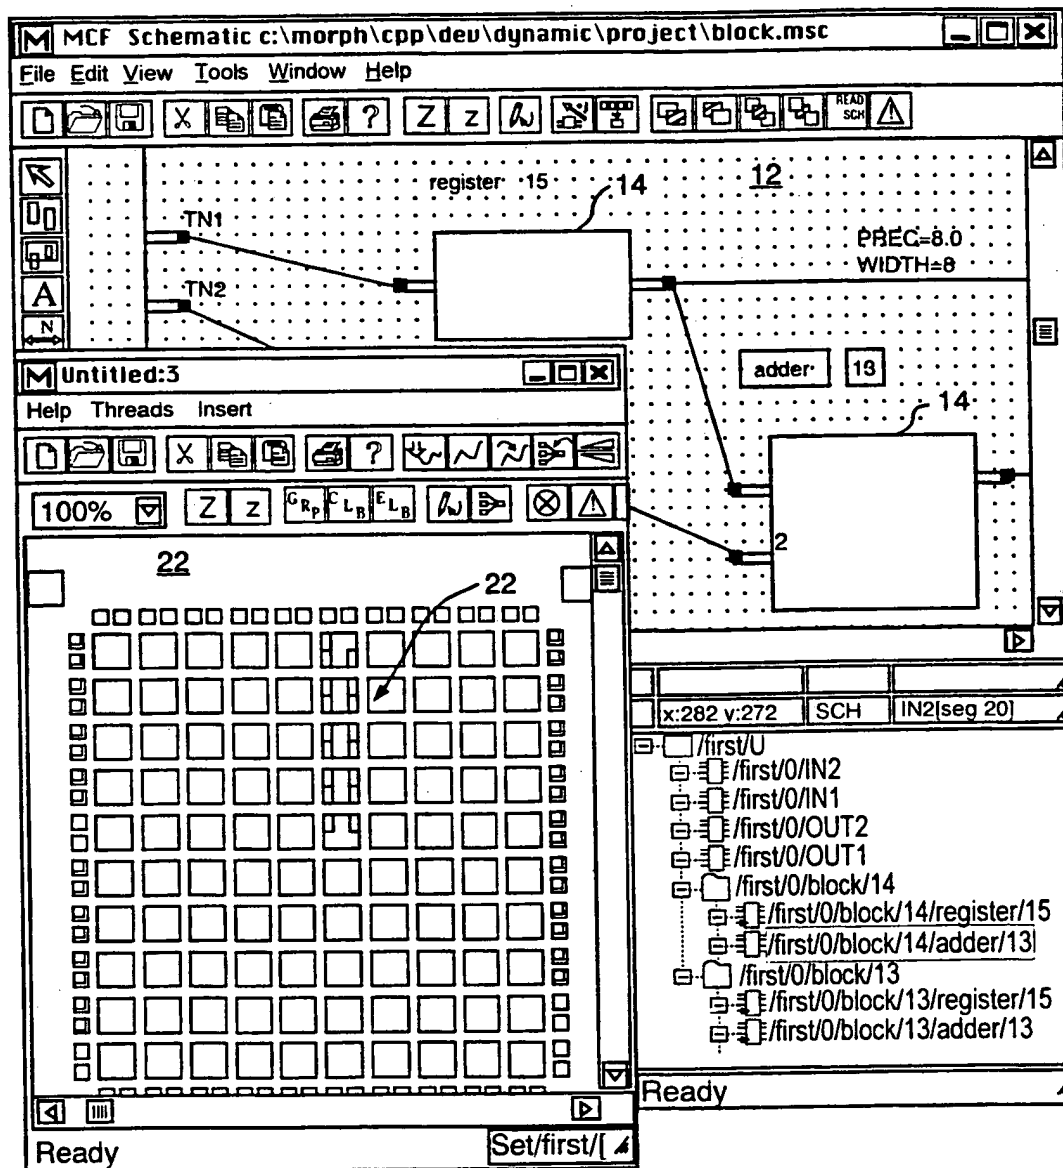 M MCF Schematic c:\morph\cpp\dev\dynamic\project\block.msc
File Edit View Tools Window Help
X ? Z z READ SCH
register 15
14
12
TN1
PREC=8.0
WIDTH=8
TN2
A
N
adder 13
14
2
M Untitled:3
Help Threads Insert
X ?
100% Z z GRP CLB ELB
22
22
x:282 v:272 SCH IN2[seg 20]
/first/U
/first/0/IN2
/first/0/IN1
/first/0/OUT2
/first/0/OUT1
/first/0/block/14
/first/0/block/14/register/15
/first/0/block/14/adder/13
/first/0/block/13
/first/0/block/13/register/15
/first/0/block/13/adder/13
Ready
Ready
Set/first/[